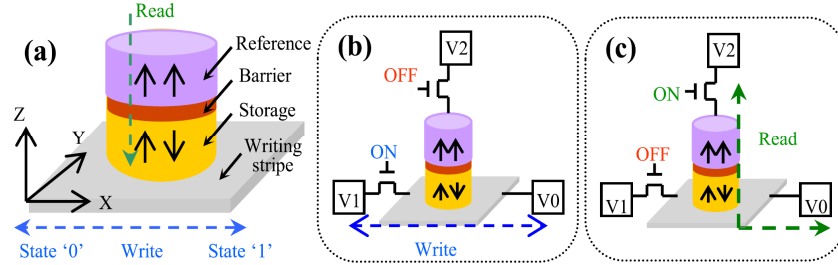 (a)
Read
Reference
Barrier
Storage
Writing
stripe
Z
Y
X
State ‘0’ Write State ‘1’
(b)
V2
OFF
ON
V1
V0
Write
(c)
V2
ON
Read
OFF
V1
V0